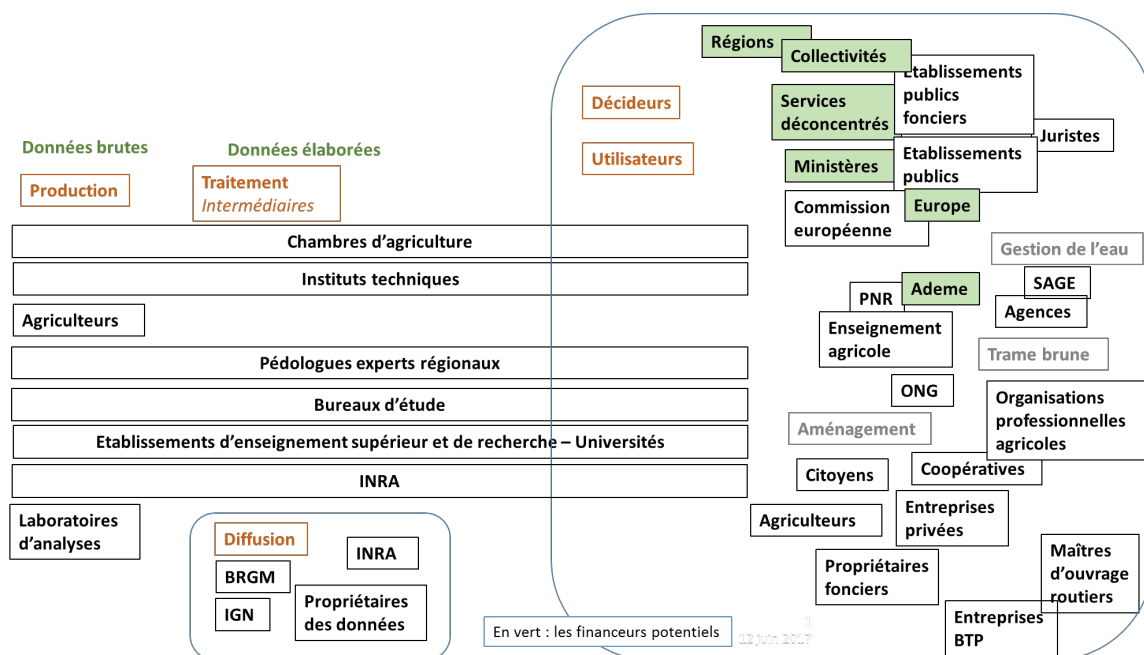 Régions
Collectivités
Etablissements
publics
fonciers
Décideurs
Services
déconcentrés
Juristes
Données brutes
Données élaborées
Utilisateurs
Ministères
Etablissements
publics
Production
Traitement
Intermédiaires
Commission
européenne
Europe
Chambres d'agriculture
Gestion de l'eau
Instituts techniques
SAGE
PNR
Ademe
Agences
Agriculteurs
Enseignement
agricole
Trame brune
Pédologues experts régionaux
ONG
Organisations
professionnelles
agricoles
Bureaux d'étude
Aménagement
Etablissements d'enseignement supérieur et de recherche – Universités
Citoyens
Coopératives
INRA
Laboratoires
d'analyses
Agriculteurs
Entreprises
privées
Diffusion
INRA
Maîtres
d'ouvrage
routiers
BRGM
Propriétaires
fonciers
IGN
Propriétaires
des données
Entreprises
BTP
En vert : les financeurs potentiels
1
12 juin 2017